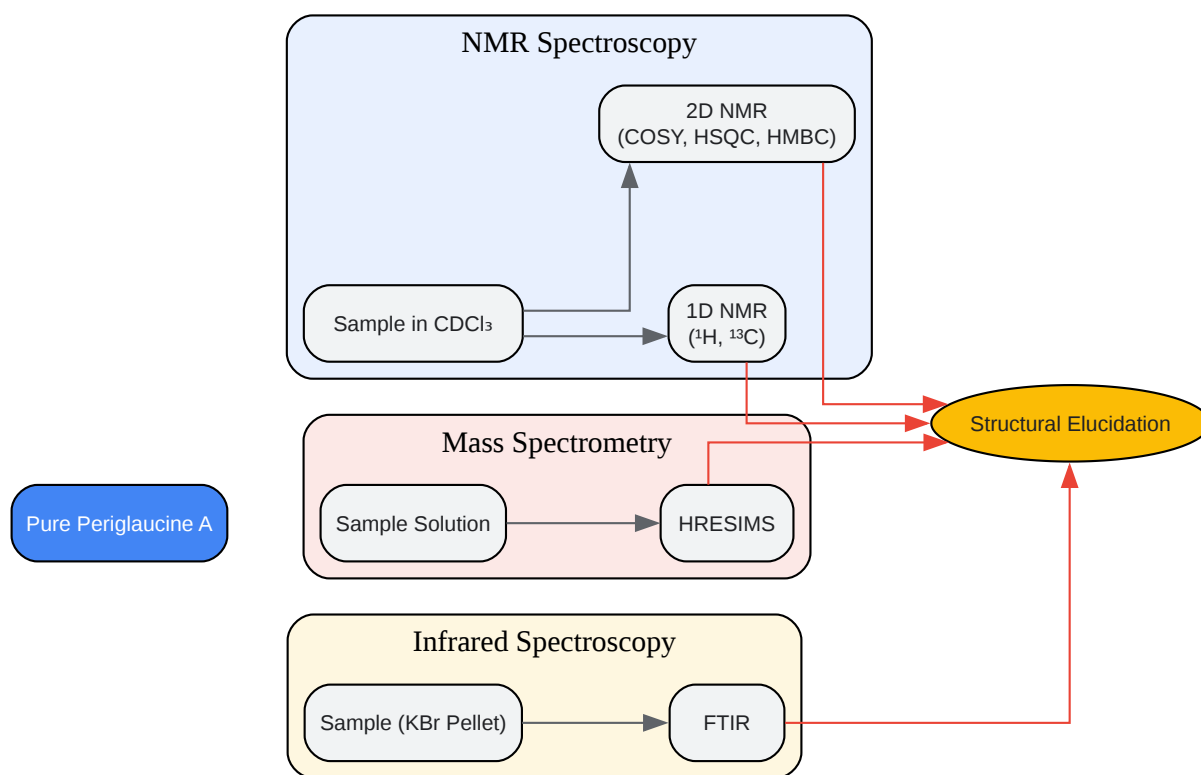 NMR Spectroscopy
2D NMR
(COSY, HSQC, HMBC)
Sample in CDCl₃
1D NMR
(¹H, ¹³C)
Structural Elucidation
Mass Spectrometry
Pure Periglaucine A
Sample Solution
HRESIMS
Infrared Spectroscopy
Sample (KBr Pellet)
FTIR